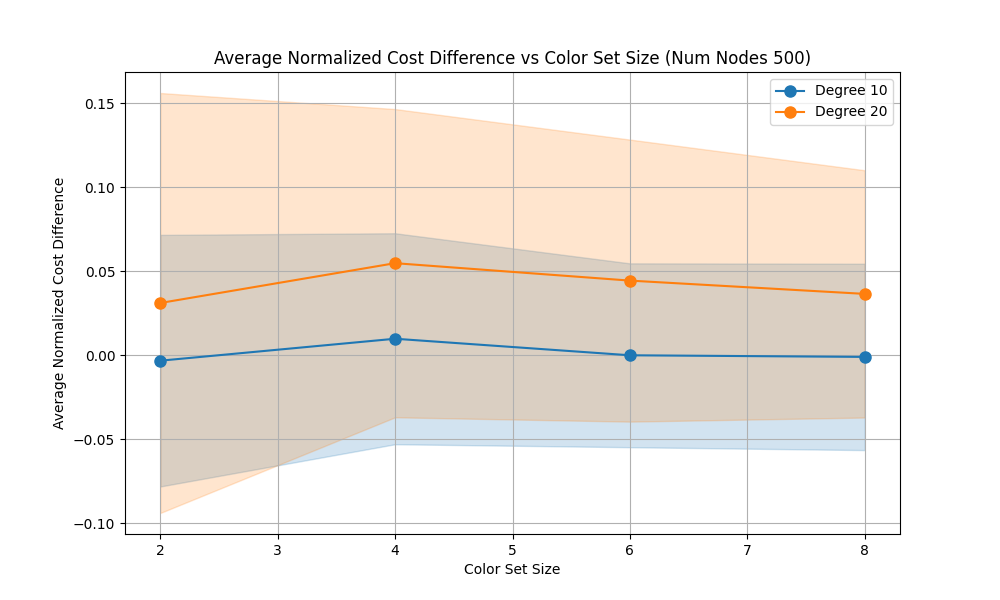 Average Normalized Cost Difference vs Color Set Size (Num Nodes 500)
Degree 10
Degree 20
Average Normalized Cost Difference
0.15
0.10
0.05
0.00
−0.05
−0.10
2 3 4 5 6 7 8
Color Set Size